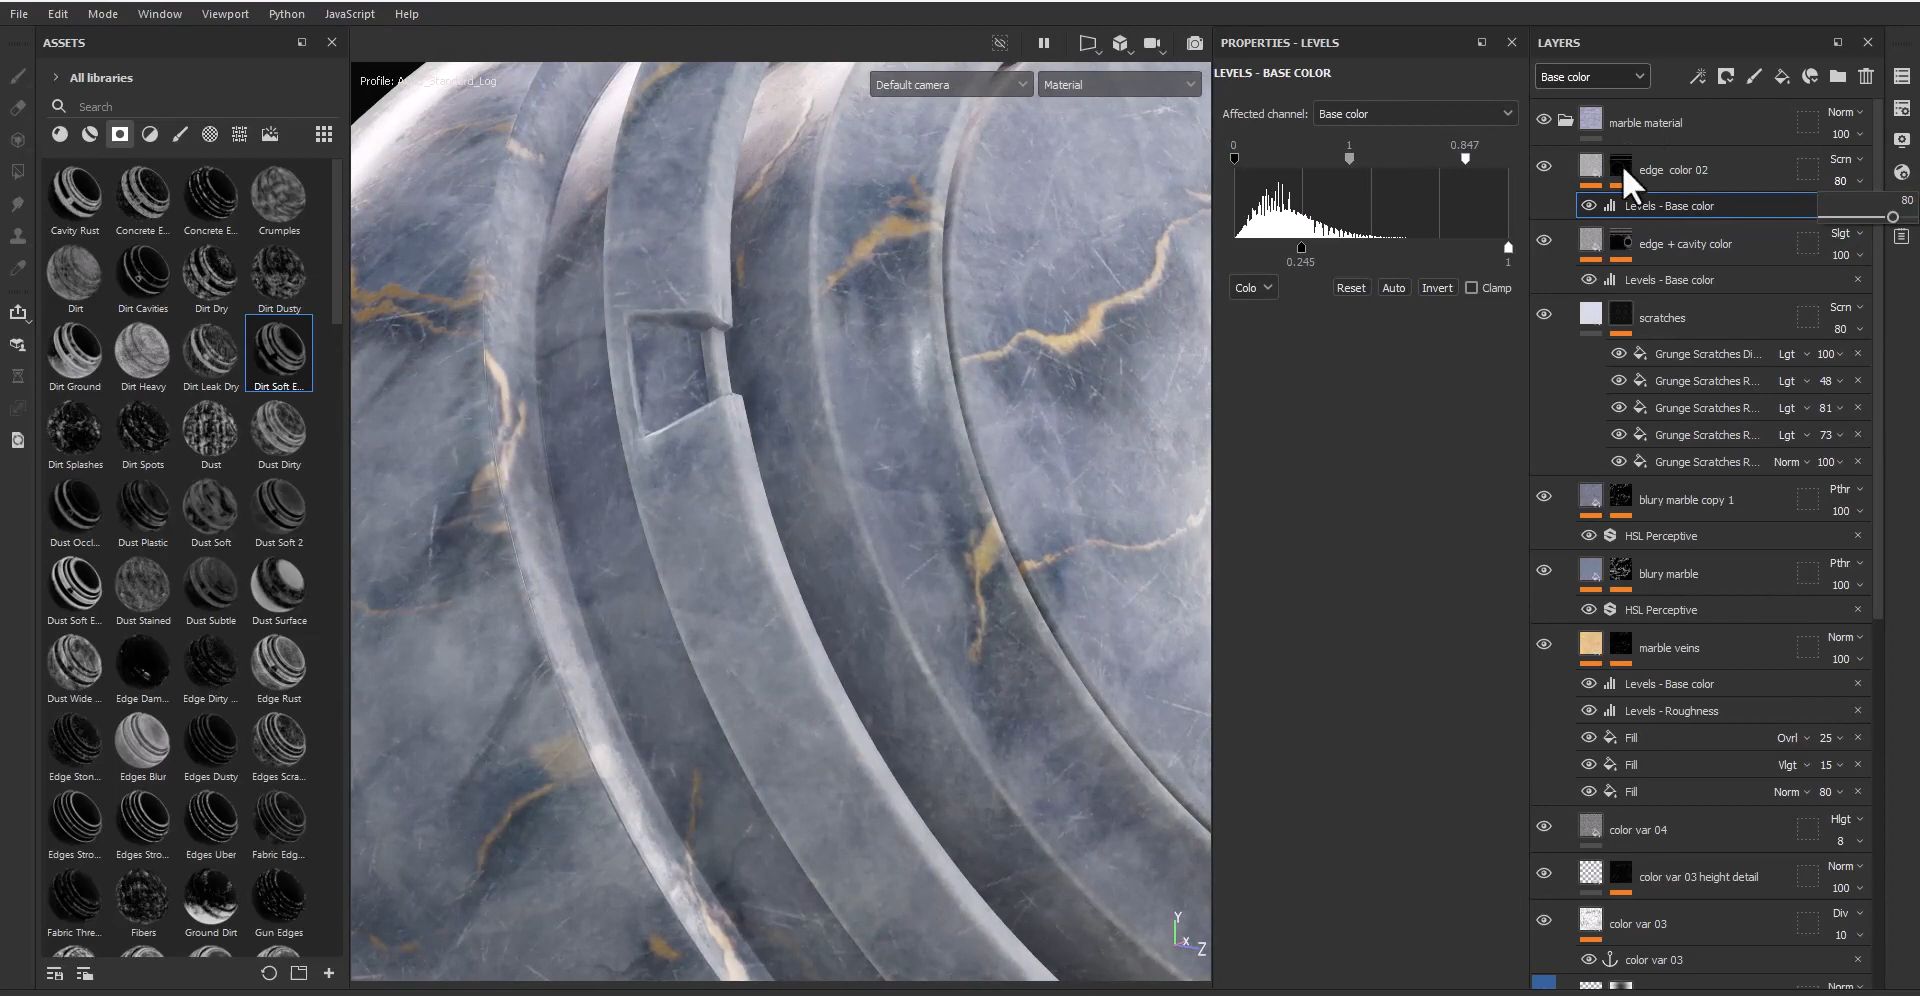 File Edit Mode Window Viewport Python JavaScript Help
ASSETS
All libraries
Search
Cavity Rust Concrete E... Concrete E... Crumples
Dirt Dirt Cavities Dirt Dry Dirt Dusty
Dirt Ground Dirt Heavy Dirt Leak Dry Dirt Soft E...
Dirt Splashes Dirt Spots Dust Dust Dirty
Dust Occl... Dust Plastic Dust Soft Dust Soft 2
Dust Soft E... Dust Stained Dust Subtle Dust Surface
Dust Wide ... Edge Dam... Edge Dirty ... Edge Rust
Edge Ston... Edges Blur Edges Dusty Edges Scra...
Edges Stro... Edges Stro... Edges Uber Fabric Edg...
Fabric Thre... Fibers Ground Dirt Gun Edges
Profile:
Default camera
Material
Y
X
Z
PROPERTIES - LEVELS
LEVELS - BASE COLOR
Affected channel: Base color
0 1 0.847
0.245 1
Colo Reset Auto Invert Clamp
LAYERS
Base color
marble material Norm 100
edge color 02 Scrn 80
Levels - Base color 80
edge + cavity color Slgt 100
Levels - Base color
scratches Scrn 80
Grunge Scratches Di... Lgt 100
Grunge Scratches R... Lgt 48
Grunge Scratches R... Lgt 81
Grunge Scratches R... Lgt 73
Grunge Scratches R... Norm 100
blury marble copy 1 Pthr 100
HSL Perceptive
blury marble Pthr 100
HSL Perceptive
marble veins Norm 100
Levels - Base color
Levels - Roughness
Fill Ovrl 25
Fill Vlgt 15
Fill Norm 80
color var 04 Hlgt 8
color var 03 height detail Norm 100
color var 03 Div 10
color var 03
Norm